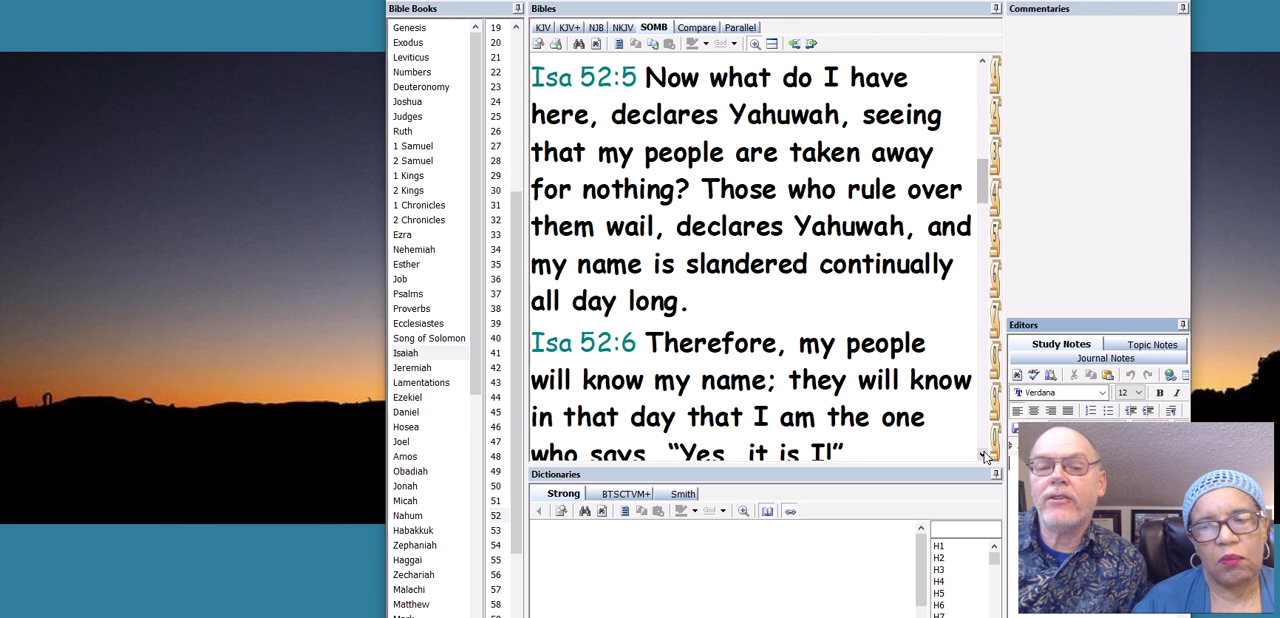 Bible Books
Genesis
Exodus
Leviticus
Numbers
Deuteronomy
Joshua
Judges
Ruth
1 Samuel
2 Samuel
1 Kings
2 Kings
1 Chronicles
2 Chronicles
Ezra
Nehemiah
Esther
Job
Psalms
Proverbs
Ecclesiastes
Song of Solomon
Isaiah
Jeremiah
Lamentations
Ezekiel
Daniel
Hosea
Joel
Amos
Obadiah
Jonah
Micah
Nahum
Habakkuk
Zephaniah
Haggai
Zechariah
Malachi
Matthew
Mark
19
20
21
22
23
24
25
26
27
28
29
30
31
32
33
34
35
36
37
38
39
40
41
42
43
44
45
46
47
48
49
50
51
52
53
54
55
56
57
58
59
Bibles
KJV KJV+ NJB NKJV SOMB Compare Parallel
God
Isa 52:5 Now what do I have
here, declares Yahuwah, seeing
that my people are taken away
for nothing? Those who rule over
them wail, declares Yahuwah, and
my name is slandered continually
all day long.
Isa 52:6 Therefore, my people
will know my name; they will know
in that day that I am the one
who says, “Yes, it is I!”
Dictionaries
Strong BTSCTVM+ Smith
God
H1
H2
H3
H4
H5
H6
H7
Commentaries
Editors
Study Notes Topic Notes
Journal Notes
Verdana 12 B I